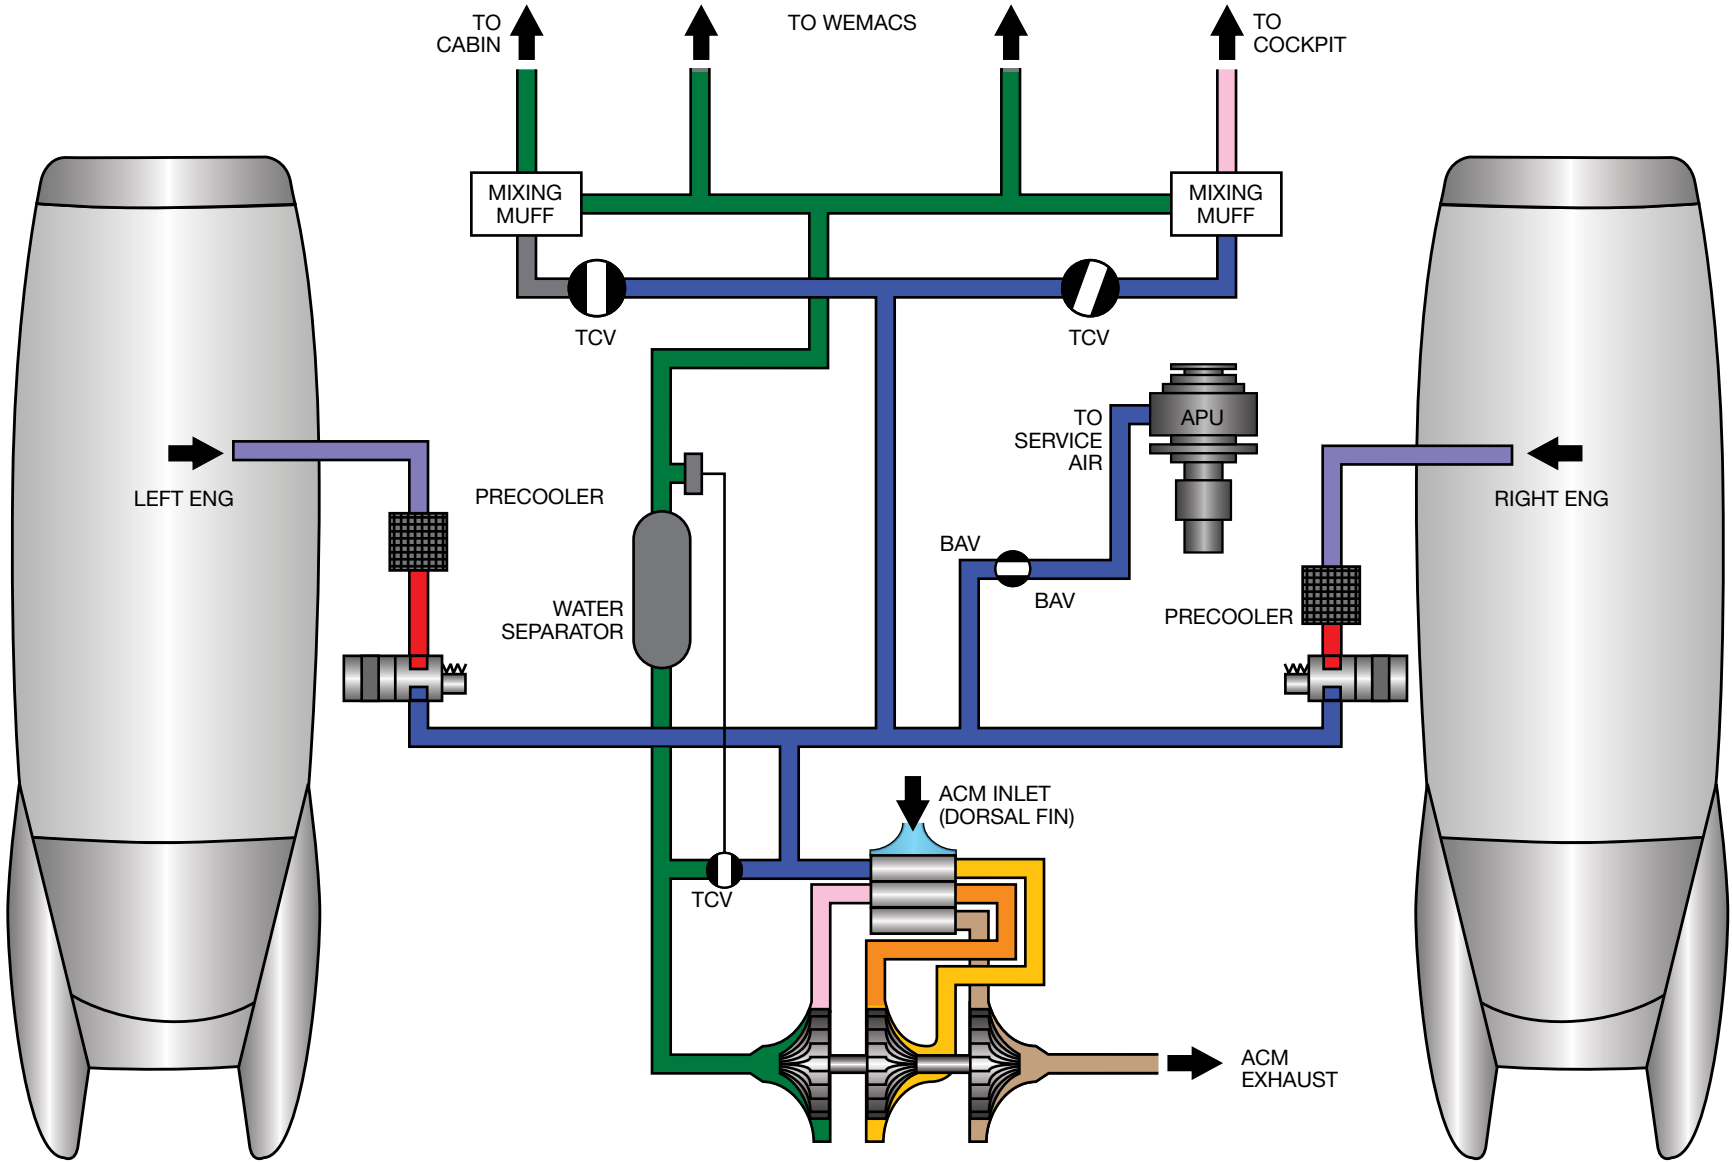 TO
CABIN
TO WEMACS
TO
COCKPIT
MIXING
MUFF
MIXING
MUFF
TCV
TCV
TO
SERVICE
AIR
APU
LEFT ENG
PRECOOLER
RIGHT ENG
BAV
BAV
WATER
SEPARATOR
PRECOOLER
ACM INLET
(DORSAL FIN)
TCV
ACM
EXHAUST